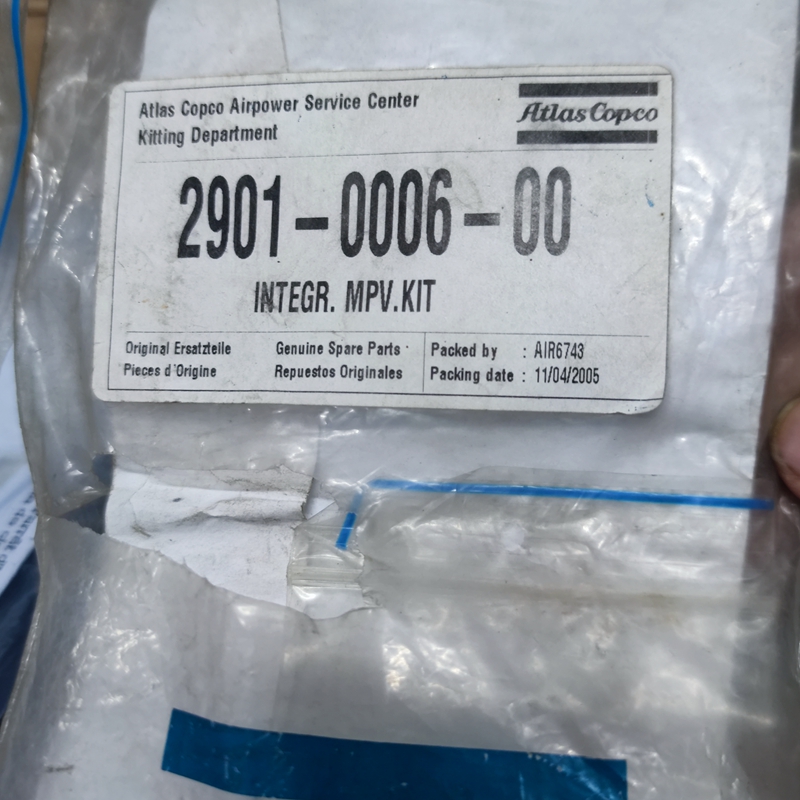 Atlas Copco Airpower Service Center
Kitting Department
Atlas Copco
2901-0006-00
INTEGR. MPV.KIT
Original Ersatzteile
Pieces d'Origine
Genuine Spare Parts
Repuestos Originales
Packed by : AIR6743
Packing date : 11/04/2005